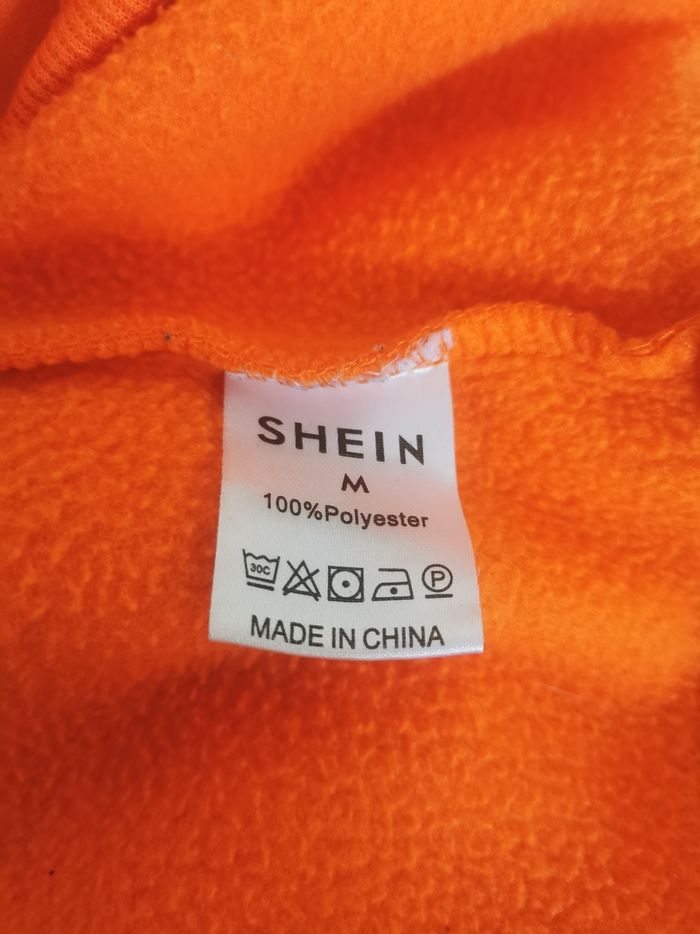 SHEIN
M
100%Polyester
30C P
MADE IN CHINA